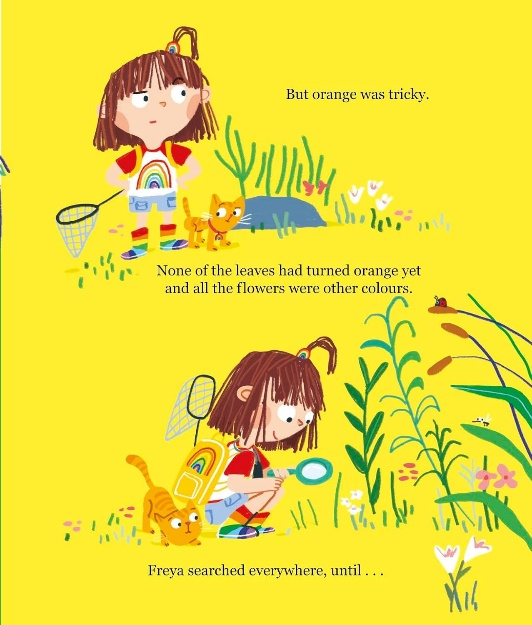 But orange was tricky.
None of the leaves had turned orange yet
and all the flowers were other colours.
Freya searched everywhere, until . . .